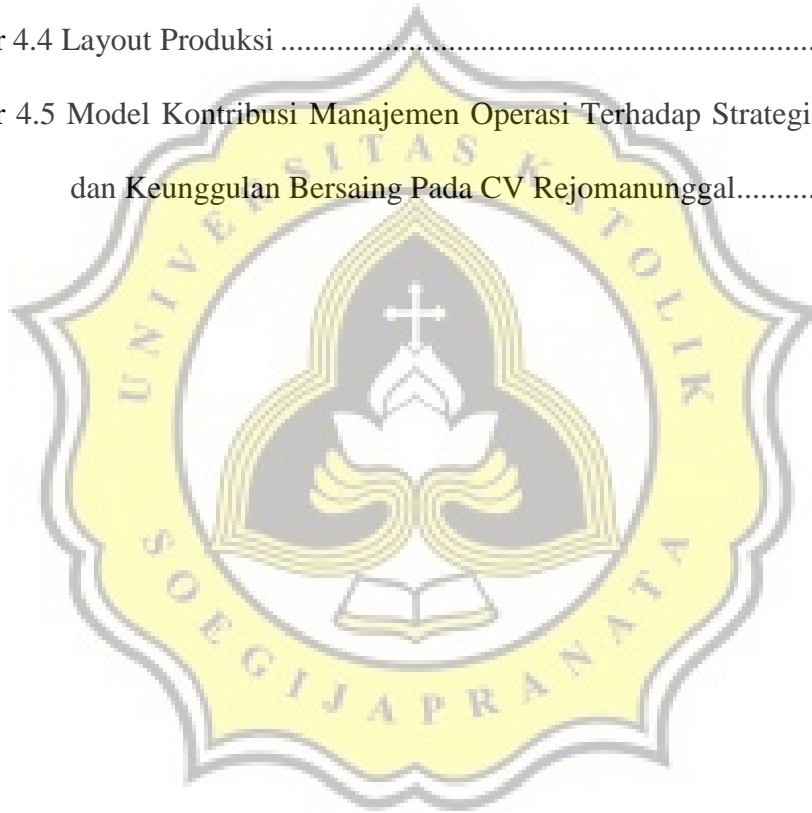 r 4.4 Layout Produksi ......................................................................
r 4.5 Model Kontribusi Manajemen Operasi Terhadap Strategi
dan Keunggulan Bersaing Pada CV Rejomanunggal..........
UNIVERSITAS KATOLIK
SOEGIJAPRANATA